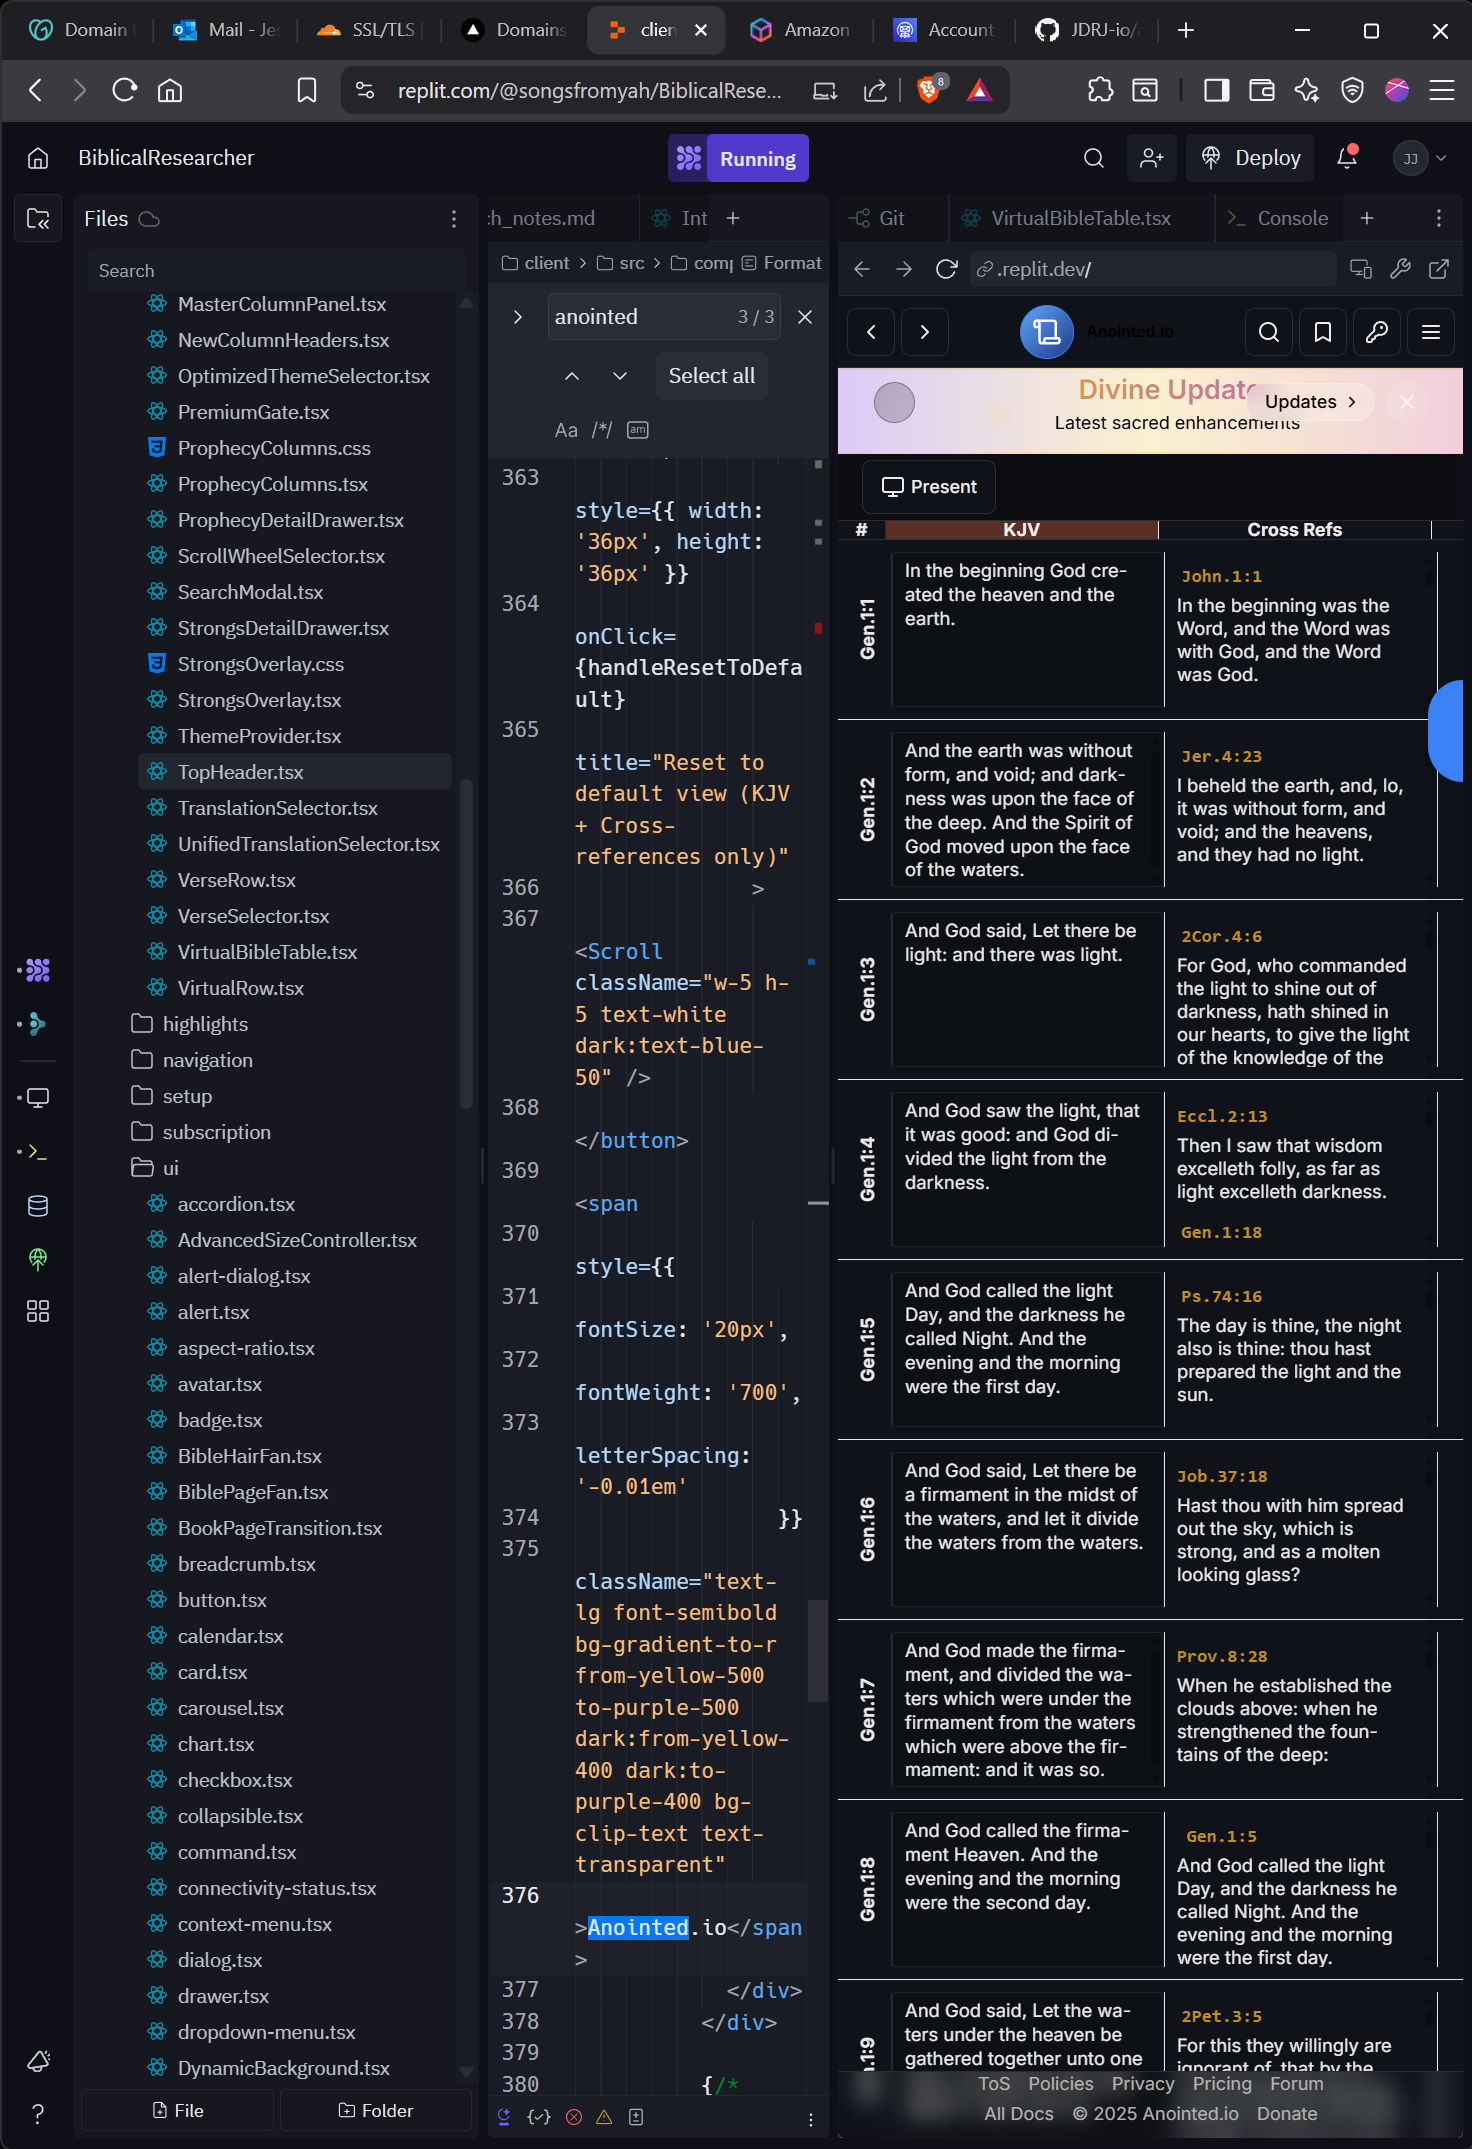 Domain
Mail - Je
SSL/TLS
Domains
clien
Amazon
Account
JDRJ-io/
replit.com/@songsfromyah/BiblicalRese...
8
BiblicalResearcher
Running
Deploy
JJ
Files
Search
MasterColumnPanel.tsx
NewColumnHeaders.tsx
OptimizedThemeSelector.tsx
PremiumGate.tsx
ProphecyColumns.css
ProphecyColumns.tsx
ProphecyDetailDrawer.tsx
ScrollWheelSelector.tsx
SearchModal.tsx
StrongsDetailDrawer.tsx
StrongsOverlay.css
StrongsOverlay.tsx
ThemeProvider.tsx
TopHeader.tsx
TranslationSelector.tsx
UnifiedTranslationSelector.tsx
VerseRow.tsx
VerseSelector.tsx
VirtualBibleTable.tsx
VirtualRow.tsx
highlights
navigation
setup
subscription
ui
accordion.tsx
AdvancedSizeController.tsx
alert-dialog.tsx
alert.tsx
aspect-ratio.tsx
avatar.tsx
badge.tsx
BibleHairFan.tsx
BiblePageFan.tsx
BookPageTransition.tsx
breadcrumb.tsx
button.tsx
calendar.tsx
card.tsx
carousel.tsx
chart.tsx
checkbox.tsx
collapsible.tsx
command.tsx
connectivity-status.tsx
context-menu.tsx
dialog.tsx
drawer.tsx
dropdown-menu.tsx
DynamicBackground.tsx
File
Folder
ch_notes.md
Int
client > src > comp
Format
anointed
3 / 3
Select all
Aa /*/ am
363
style={{ width:
'36px', height:
'36px' }}
364
onClick=
{handleResetToDefa
ult}
365
title="Reset to
default view (KJV
+ Cross-
references only)"
366 >
367
<Scroll
className="w-5 h-
5 text-white
dark:text-blue-
50" />
368
</button>
369
<span
370
style={{
371
fontSize: '20px',
372
fontWeight: '700',
373
letterSpacing:
'-0.01em'
374 }}
375
className="text-
lg font-semibold
bg-gradient-to-r
from-yellow-500
to-purple-500
dark:from-yellow-
400 dark:to-
purple-400 bg-
clip-text text-
transparent"
376
>Anointed.io</span
>
377 </div>
378 </div>
379
380 {/*
Git
VirtualBibleTable.tsx
Console
.replit.dev/
Anointed.io
Divine Update
Latest sacred enhancements
Updates
Present
# KJV Cross Refs
Gen.1:1
In the beginning God cre-
ated the heaven and the
earth.
John.1:1
In the beginning was the
Word, and the Word was
with God, and the Word
was God.
Gen.1:2
And the earth was without
form, and void; and dark-
ness was upon the face of
the deep. And the Spirit of
God moved upon the face
of the waters.
Jer.4:23
I beheld the earth, and, lo,
it was without form, and
void; and the heavens,
and they had no light.
Gen.1:3
And God said, Let there be
light: and there was light.
2Cor.4:6
For God, who commanded
the light to shine out of
darkness, hath shined in
our hearts, to give the light
of the knowledge of the
Gen.1:4
And God saw the light, that
it was good: and God di-
vided the light from the
darkness.
Eccl.2:13
Then I saw that wisdom
excelleth folly, as far as
light excelleth darkness.
Gen.1:18
Gen.1:5
And God called the light
Day, and the darkness he
called Night. And the
evening and the morning
were the first day.
Ps.74:16
The day is thine, the night
also is thine: thou hast
prepared the light and the
sun.
Gen.1:6
And God said, Let there be
a firmament in the midst of
the waters, and let it divide
the waters from the waters.
Job.37:18
Hast thou with him spread
out the sky, which is
strong, and as a molten
looking glass?
Gen.1:7
And God made the firma-
ment, and divided the wa-
ters which were under the
firmament from the waters
which were above the fir-
mament: and it was so.
Prov.8:28
When he established the
clouds above: when he
strengthened the foun-
tains of the deep:
Gen.1:8
And God called the firma-
ment Heaven. And the
evening and the morning
were the second day.
Gen.1:5
And God called the light
Day, and the darkness he
called Night. And the
evening and the morning
were the first day.
.1:9
And God said, Let the wa-
ters under the heaven be
gathered together unto one
2Pet.3:5
For this they willingly are
ignorant of, that by the
ToS Policies Privacy Pricing Forum
All Docs © 2025 Anointed.io Donate